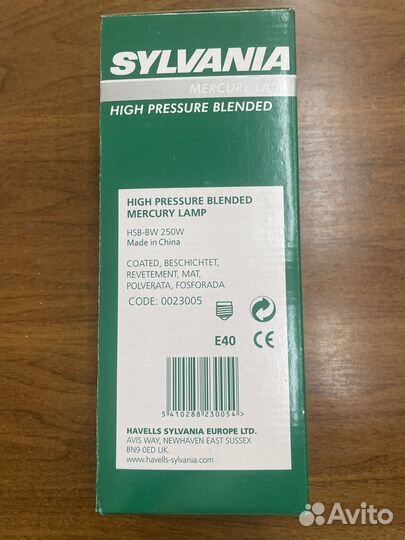 SYLVANIA
MERCURY LAMP
HIGH PRESSURE BLENDED
HIGH PRESSURE BLENDED
MERCURY LAMP
HSB-BW 250W
Made in China
COATED, BESCHICHTET,
REVETEMENT, MAT,
POLVERATA, FOSFORADA
CODE: 0023005
E40 CE
5 410288 230054 >
HAVELLS SYLVANIA EUROPE LTD.
AVIS WAY, NEWHAVEN EAST SUSSEX
BN9 0ED UK.
www.havells-sylvania.com
Avito